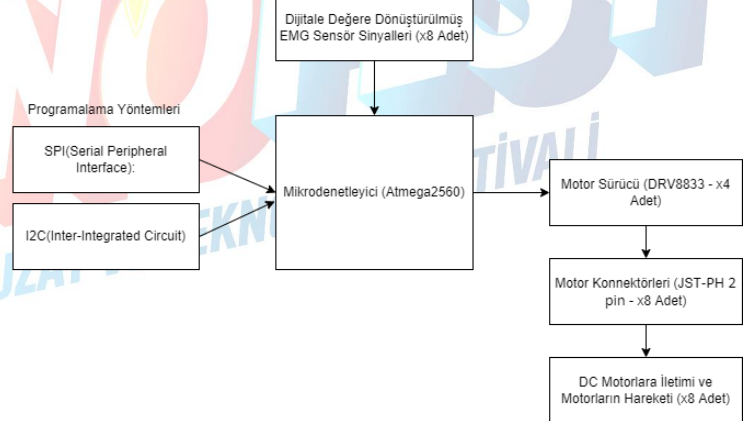 Dijitale Değere Dönüştürülmüş
EMG Sensör Sinyalleri (x8 Adet)
Programalama Yöntemleri
SPI(Serial Peripheral
Interface):
I2C(Inter-Integrated Circuit)
Mikrodenetleyici (Atmega2560)
Motor Sürücü (DRV8833 - x4
Adet)
Motor Konnektörleri (JST-PH 2
pin - x8 Adet)
DC Motorlara İletimi ve
Motorların Hareketi (x8 Adet)